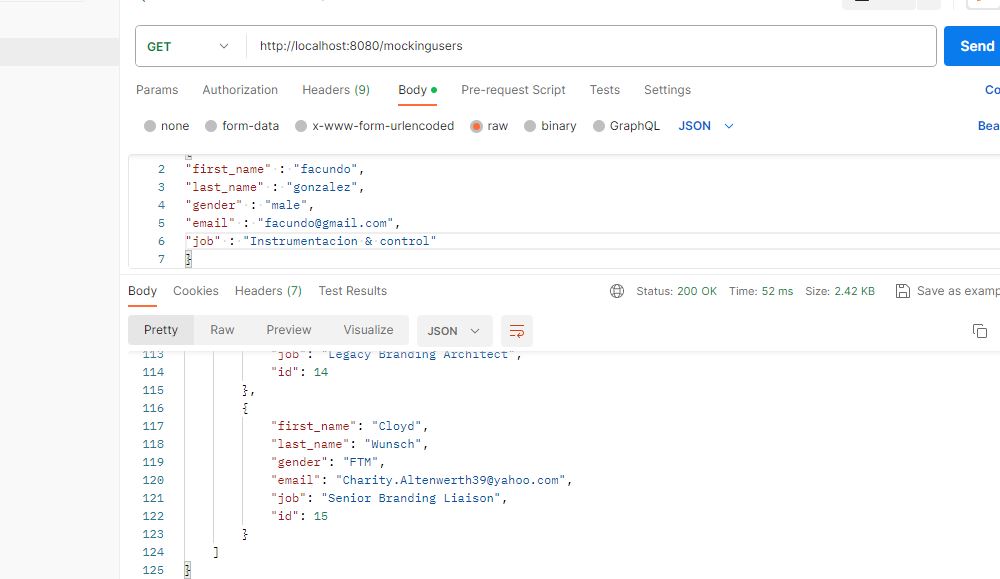 GET http://localhost:8080/mockingusers Send
Params Authorization Headers (9) Body Pre-request Script Tests Settings Co
none form-data x-www-form-urlencoded raw binary GraphQL JSON Bea
2 "first_name" : "facundo",
3 "last_name" : "gonzalez",
4 "gender" : "male",
5 "email" : "facundo@gmail.com",
6 "job" : "Instrumentacion & control"
7 }
Body Cookies Headers (7) Test Results Status: 200 OK Time: 52 ms Size: 2.42 KB Save as examp
Pretty Raw Preview Visualize JSON
113 "job": "Legacy Branding Architect",
114 "id": 14
115 },
116 {
117 "first_name": "Cloyd",
118 "last_name": "Wunsch",
119 "gender": "FTM",
120 "email": "Charity.Altenwerth39@yahoo.com",
121 "job": "Senior Branding Liaison",
122 "id": 15
123 }
124 ]
125 }